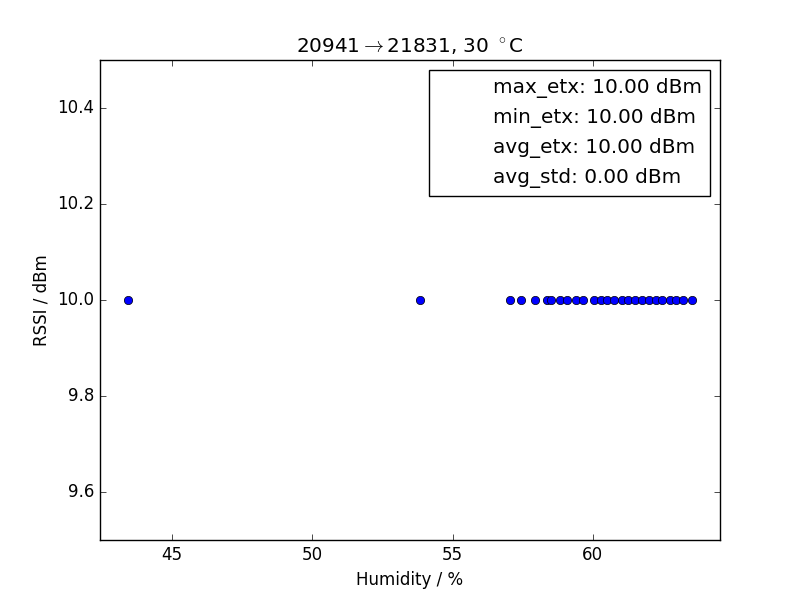 20941→21831, 30 °C
max_etx: 10.00 dBm
min_etx: 10.00 dBm
avg_etx: 10.00 dBm
avg_std: 0.00 dBm
RSSI / dBm
10.4
10.2
10.0
9.8
9.6
45 50 55 60
Humidity / %